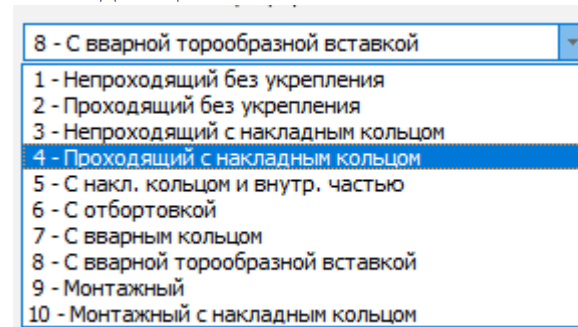 8 - С вварной торообразной вставкой
1 - Непроходящий без укрепления
2 - Проходящий без укрепления
3 - Непроходящий с накладным кольцом
4 - Проходящий с накладным кольцом
5 - С накл. кольцом и внутр. частью
6 - С отбортовкой
7 - С вварным кольцом
8 - С вварной торообразной вставкой
9 - Монтажный
10 - Монтажный с накладным кольцом